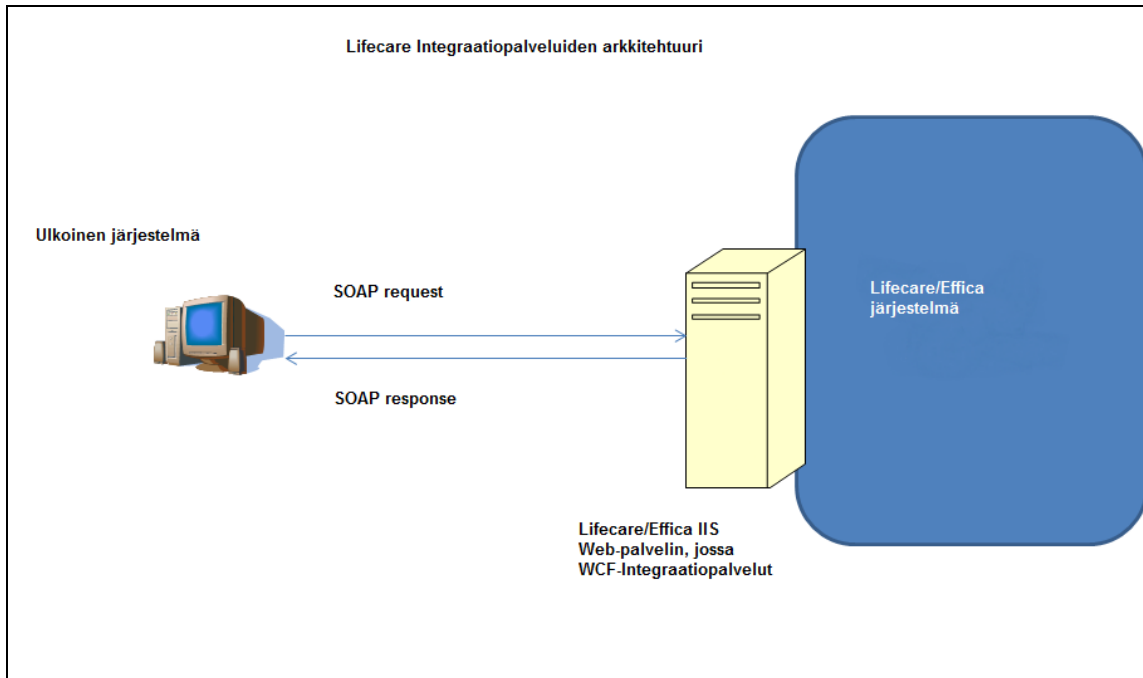 Lifecare Integraatiopalveluiden arkkitehtuuri
Ulkoinen järjestelmä
SOAP request
SOAP response
Lifecare/Effica
järjestelmä
Lifecare/Effica IIS
Web-palvelin, jossa
WCF-Integraatiopalvelut